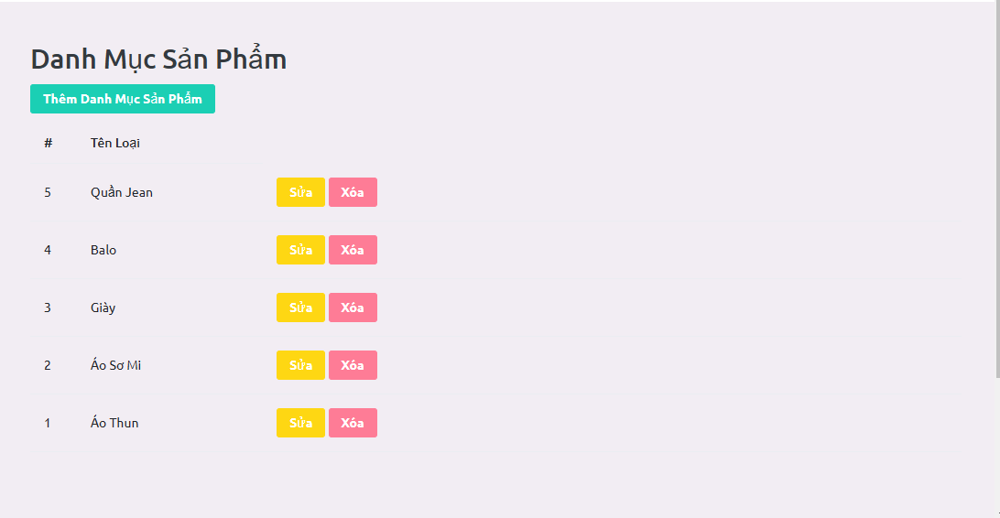 Danh Mục Sản Phẩm
Thêm Danh Mục Sản Phẩm
# Tên Loại
5 Quần Jean Sửa Xóa
4 Balo Sửa Xóa
3 Giày Sửa Xóa
2 Áo Sơ Mi Sửa Xóa
1 Áo Thun Sửa Xóa